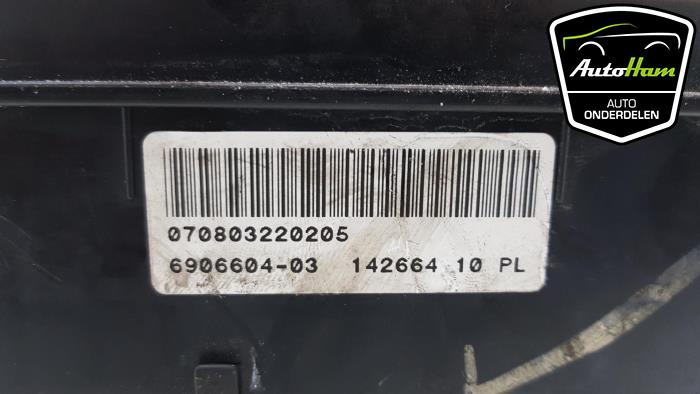 AutoHam
AUTO
ONDERDELEN
070803220205
6906604-03 142664 10 PL